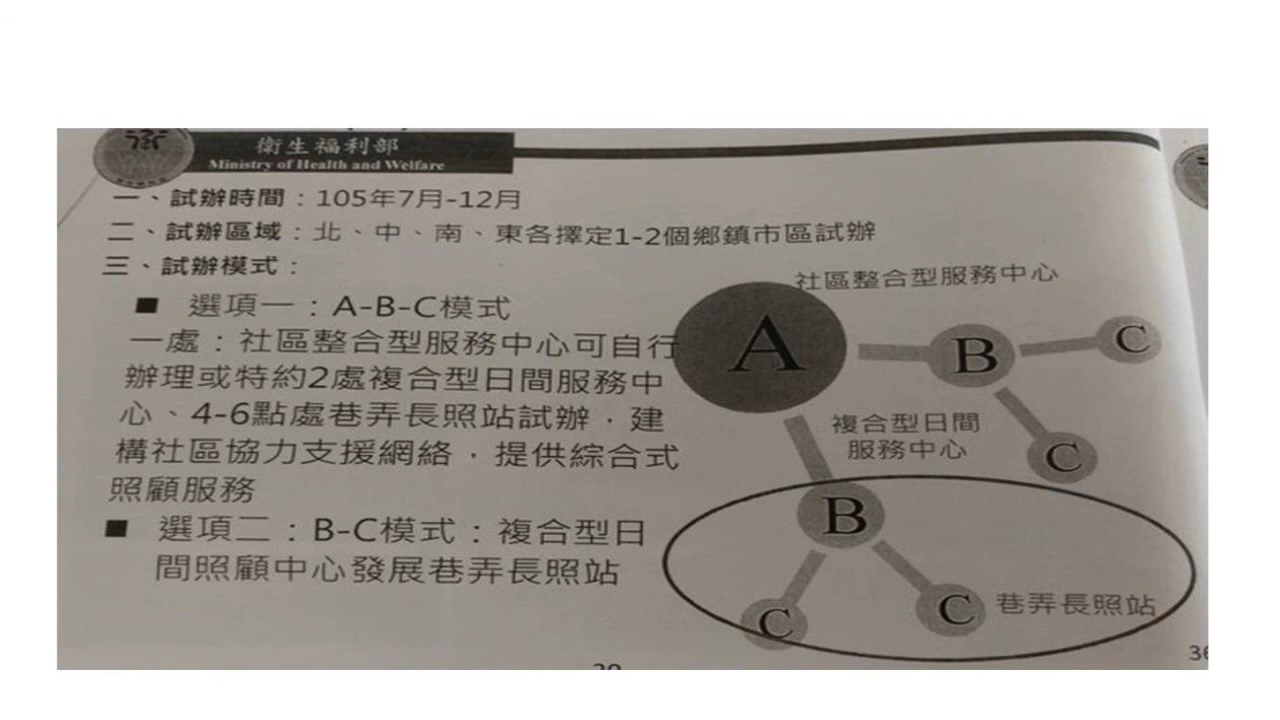 衛生福利部
Ministry of Health and Welfare
一、試辦時間：105年7月-12月
二、試辦區域：北、中、南、東各擇定1-2個鄉鎮市區試辦
三、試辦模式：
■ 選項一：A-B-C模式
一處：社區整合型服務中心可自行
辦理或特約2處複合型日間服務中
心、4-6點處巷弄長照站試辦，建
構社區協力支援網絡，提供綜合式
照顧服務
■ 選項二：B-C模式：複合型日
間照顧中心發展巷弄長照站
社區整合型服務中心
A
B
C
複合型日間
服務中心
C
B
C
C
巷弄長照站